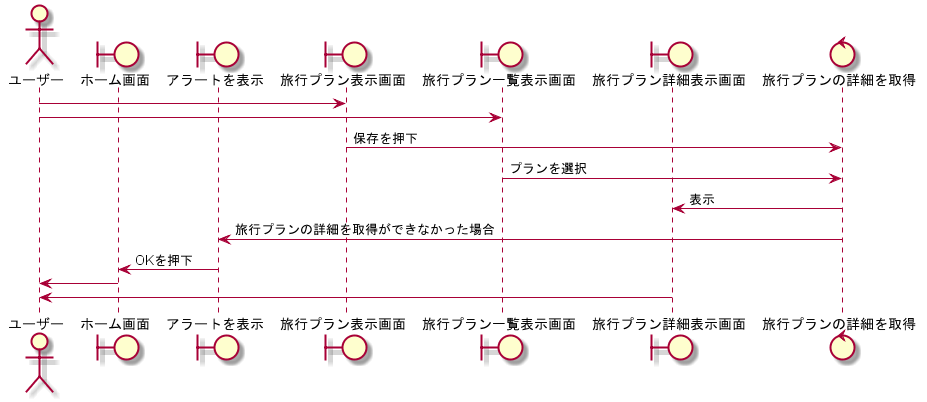 ユーザー
ホーム画面
アラートを表示
旅行プラン表示画面
旅行プラン一覧表示画面
旅行プラン詳細表示画面
旅行プランの詳細を取得
保存を押下
プランを選択
表示
旅行プランの詳細を取得ができなかった場合
OKを押下
ユーザー
ホーム画面
アラートを表示
旅行プラン表示画面
旅行プラン一覧表示画面
旅行プラン詳細表示画面
旅行プランの詳細を取得